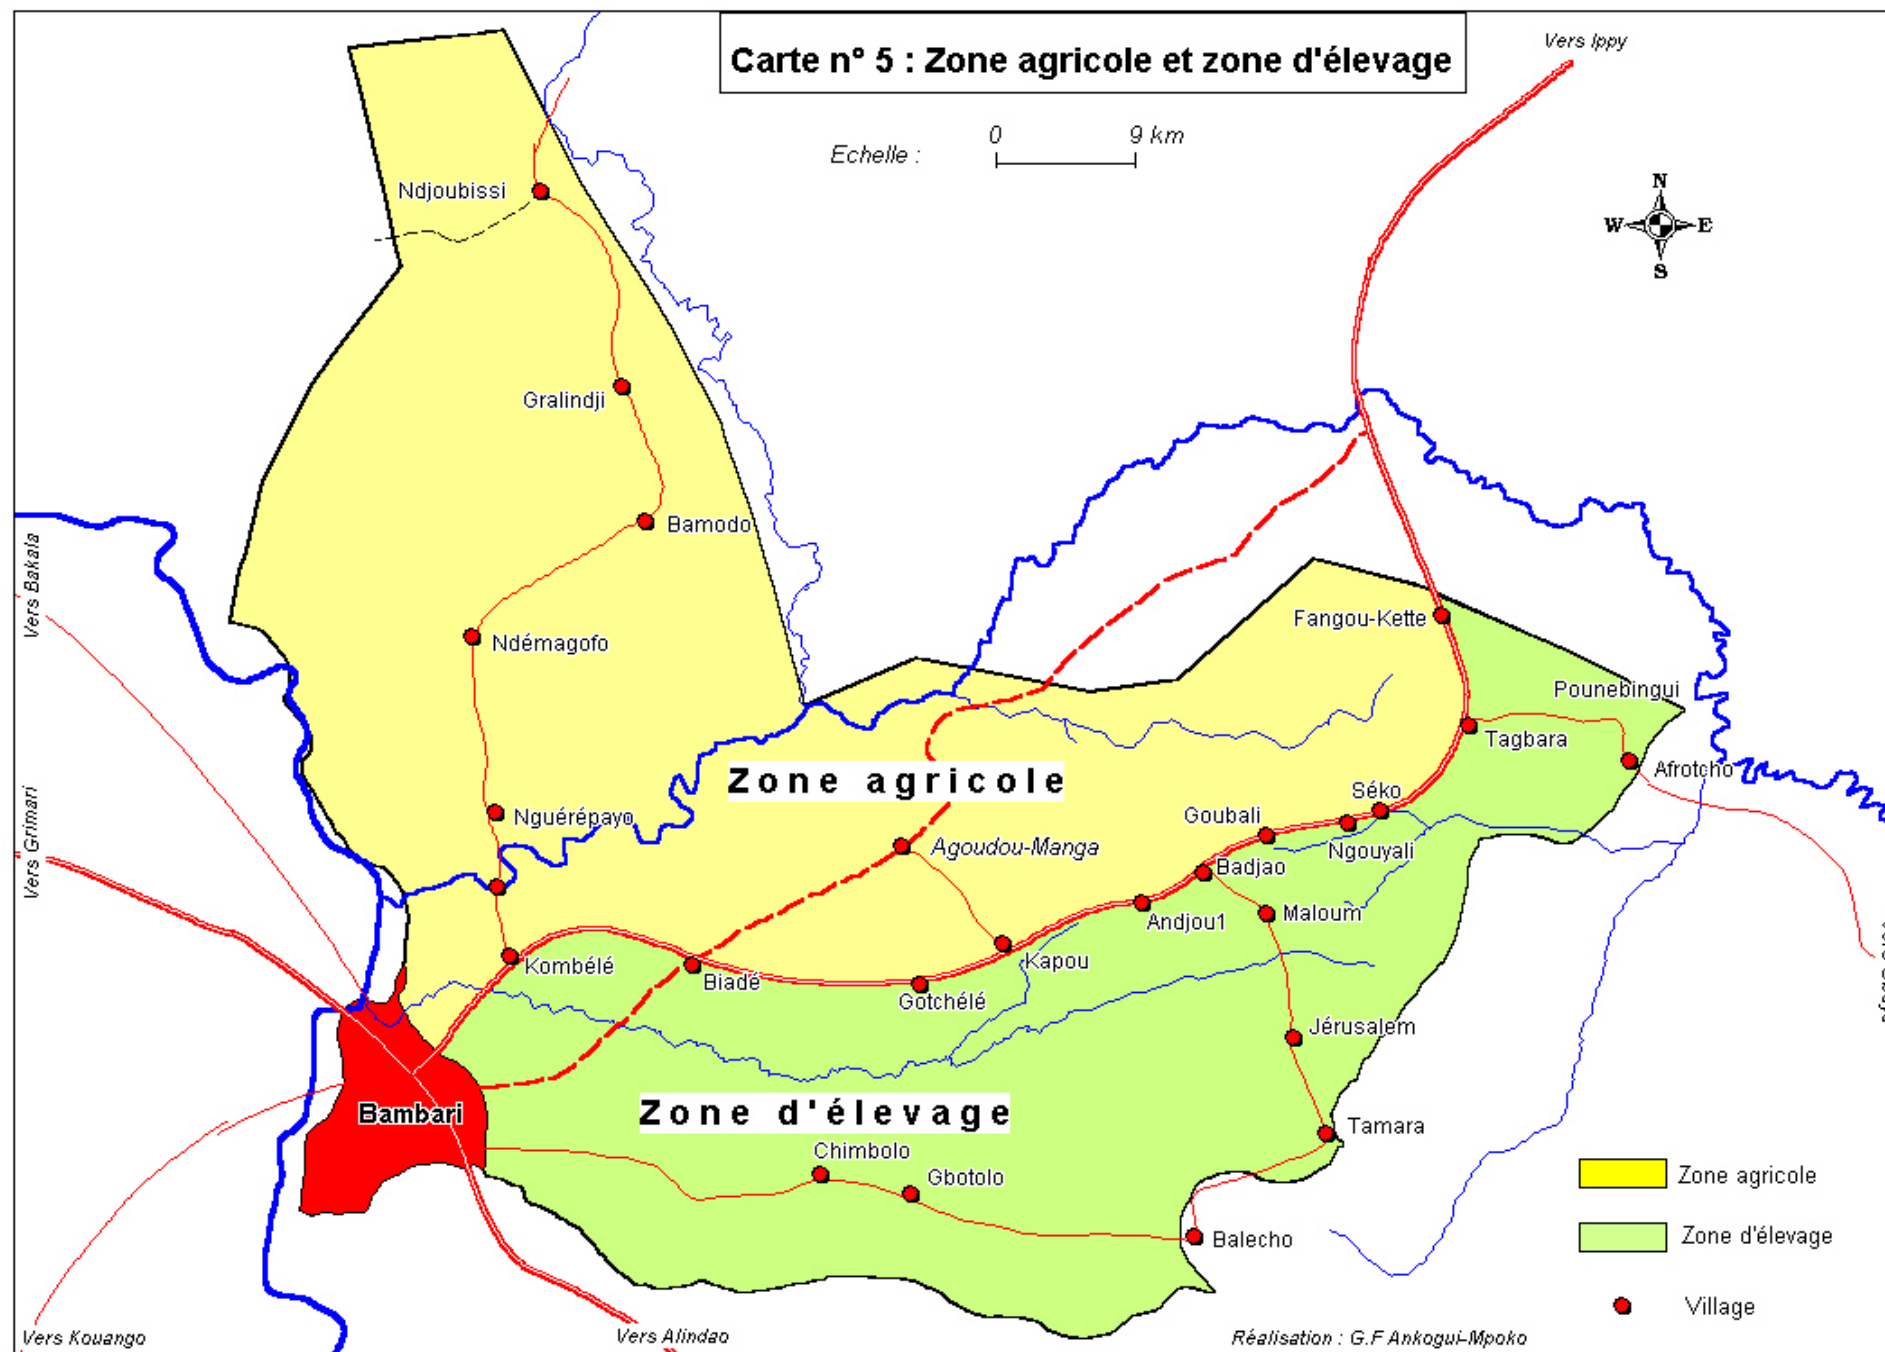 Carte n° 5 : Zone agricole et zone d'élevage
Vers Ippy
Echelle :
0
9 km
N
W
E
S
Ndjoubissi
Gralindji
Bamodo
Vers Bakala
Ndémagofo
Fangou-Kette
Pounebingui
Tagbara
Afrotcho
Zone agricole
Séko
Goubali
Ngouyali
Vers Grimari
Nguérépayo
Agoudou-Manga
Badjao
Maloum
Andjou1
Kombélé
Biadé
Kapou
Gotchélé
Jérusalem
Bambari
Zone d'élevage
Tamara
Chimbolo
Gbotolo
Balecho
Zone agricole
Zone d'élevage
Village
Vers Kouango
Vers Alindao
Réalisation : G.F Ankogui-Mpoko